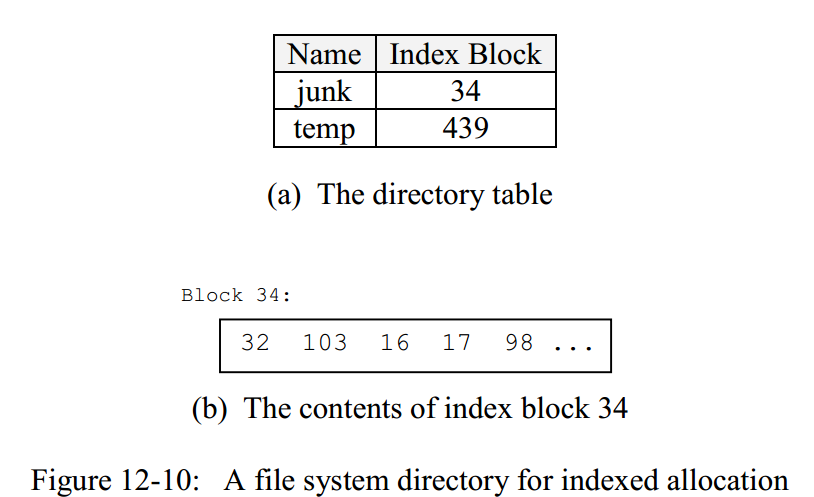 Name Index Block
junk 34
temp 439
(a) The directory table
Block 34:
32 103 16 17 98 ...
(b) The contents of index block 34
Figure 12-10: A file system directory for indexed allocation